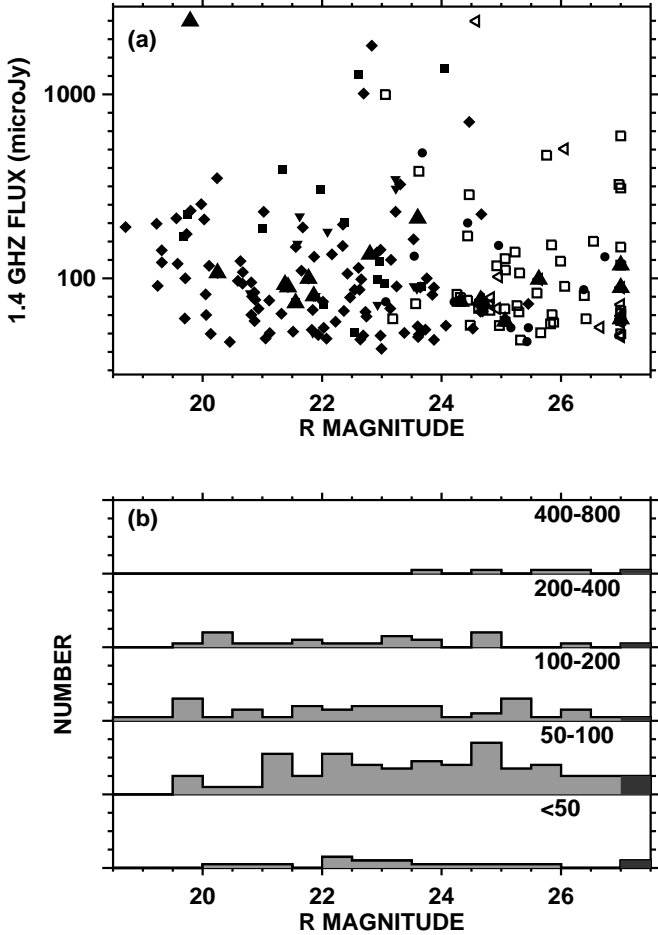 (a)
1.4 GHZ FLUX (microJy)
1000
100
20 22 24 26
R MAGNITUDE
(b)
NUMBER
400-800
200-400
100-200
50-100
<50
20 22 24 26
R MAGNITUDE